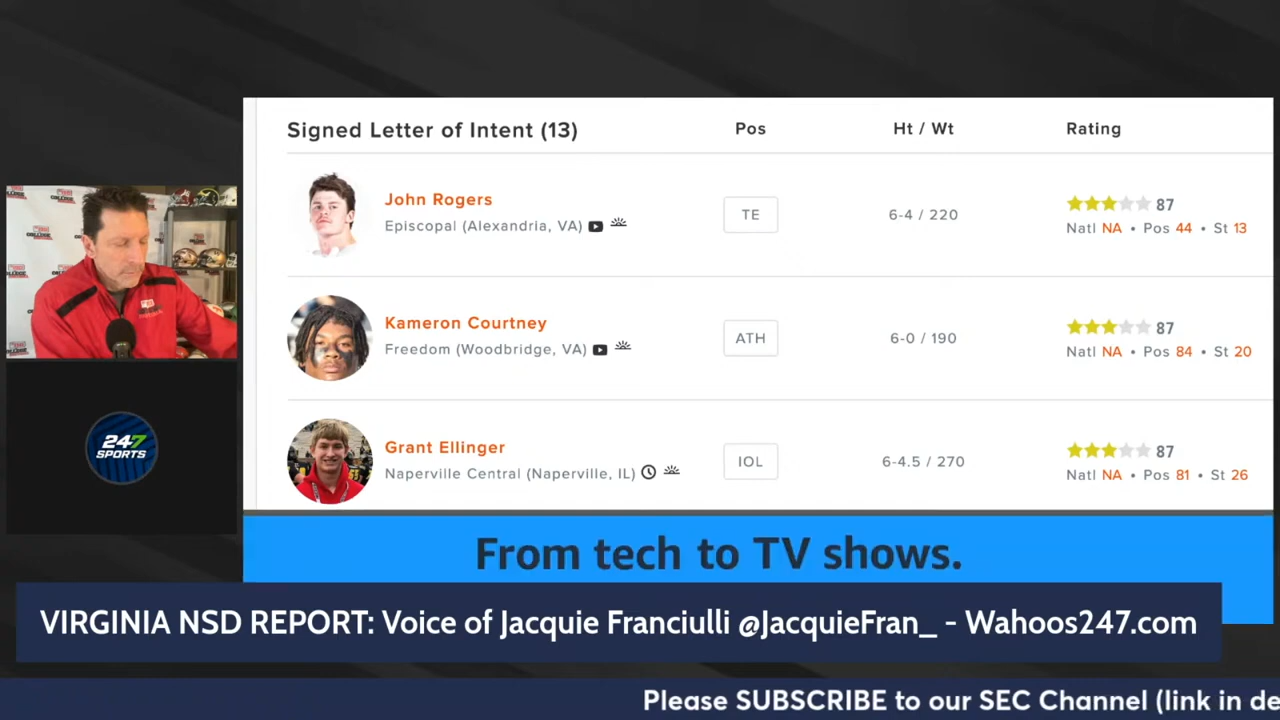 Signed Letter of Intent (13) Pos Ht / Wt Rating
John Rogers
Episcopal (Alexandria, VA)
TE
6-4 / 220
87
Natl NA • Pos 44 • St 13
Kameron Courtney
Freedom (Woodbridge, VA)
ATH
6-0 / 190
87
Natl NA • Pos 84 • St 20
Grant Ellinger
Naperville Central (Naperville, IL)
IOL
6-4.5 / 270
87
Natl NA • Pos 81 • St 26
247
SPORTS
From tech to TV shows.
VIRGINIA NSD REPORT: Voice of Jacquie Franciulli @JacquieFran_ - Wahoos247.com
Please SUBSCRIBE to our SEC Channel (link in de